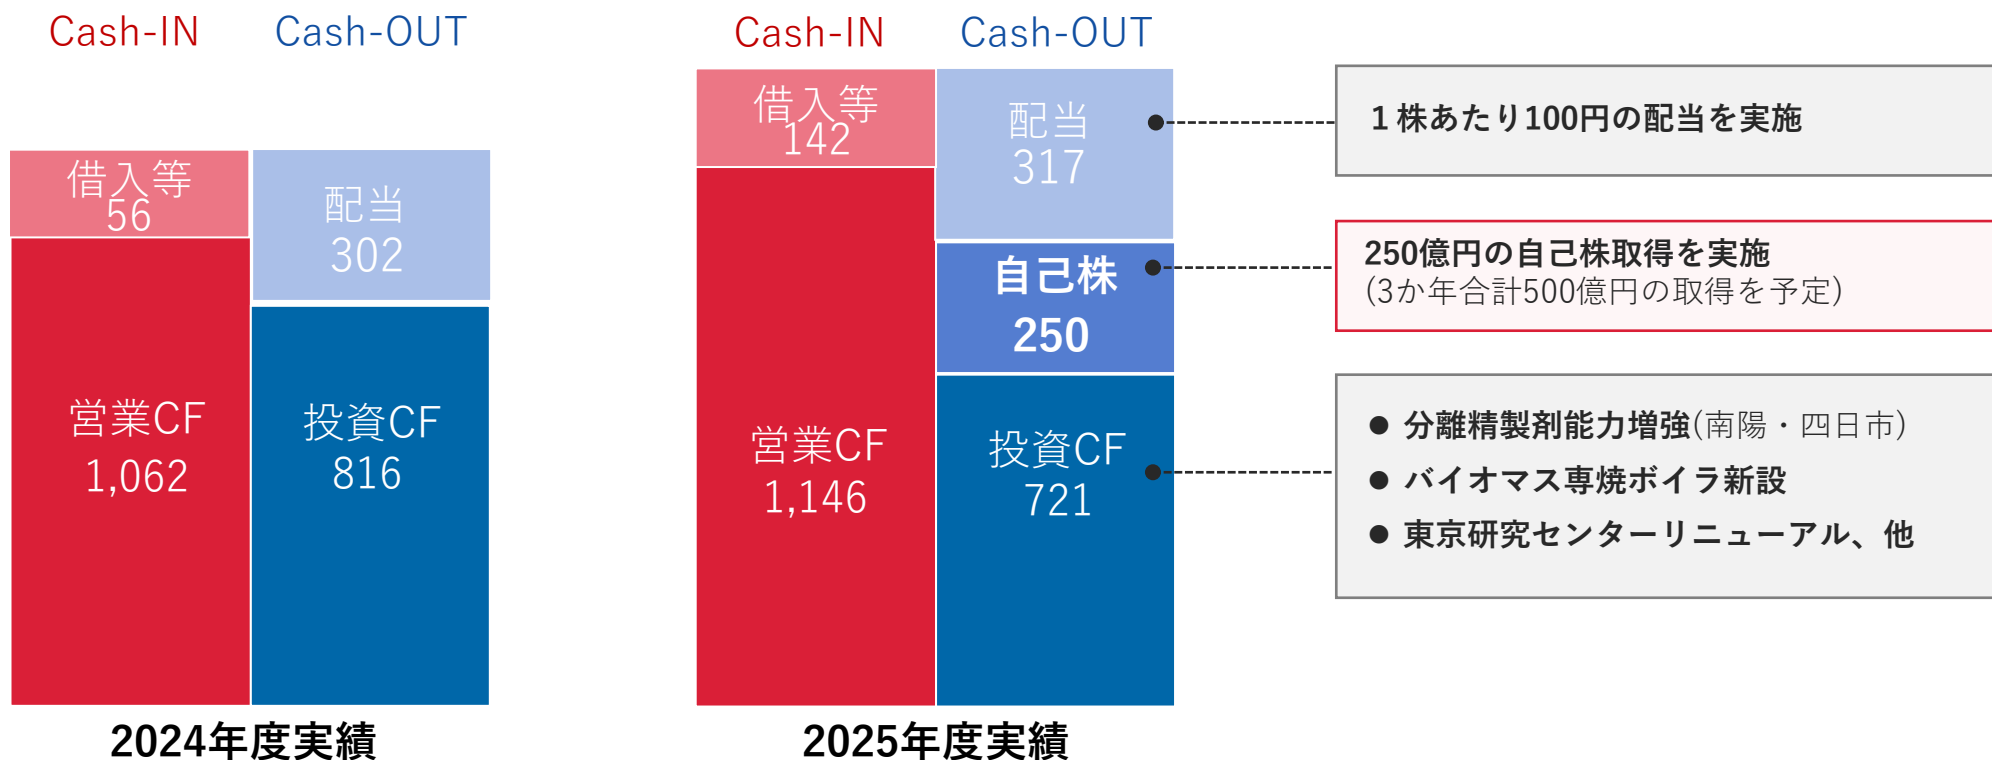 Cash-IN
Cash-OUT
借入等
56
配当
302
営業CF
1,062
投資CF
816
2024年度実績
Cash-IN
Cash-OUT
借入等
142
配当
317
自己株
250
営業CF
1,146
投資CF
721
2025年度実績
1株あたり100円の配当を実施
250億円の自己株取得を実施
(3か年合計500億円の取得を予定)
● 分離精製剤能力増強(南陽・四日市)
● バイオマス専焼ボイラ新設
● 東京研究センターリニューアル、他